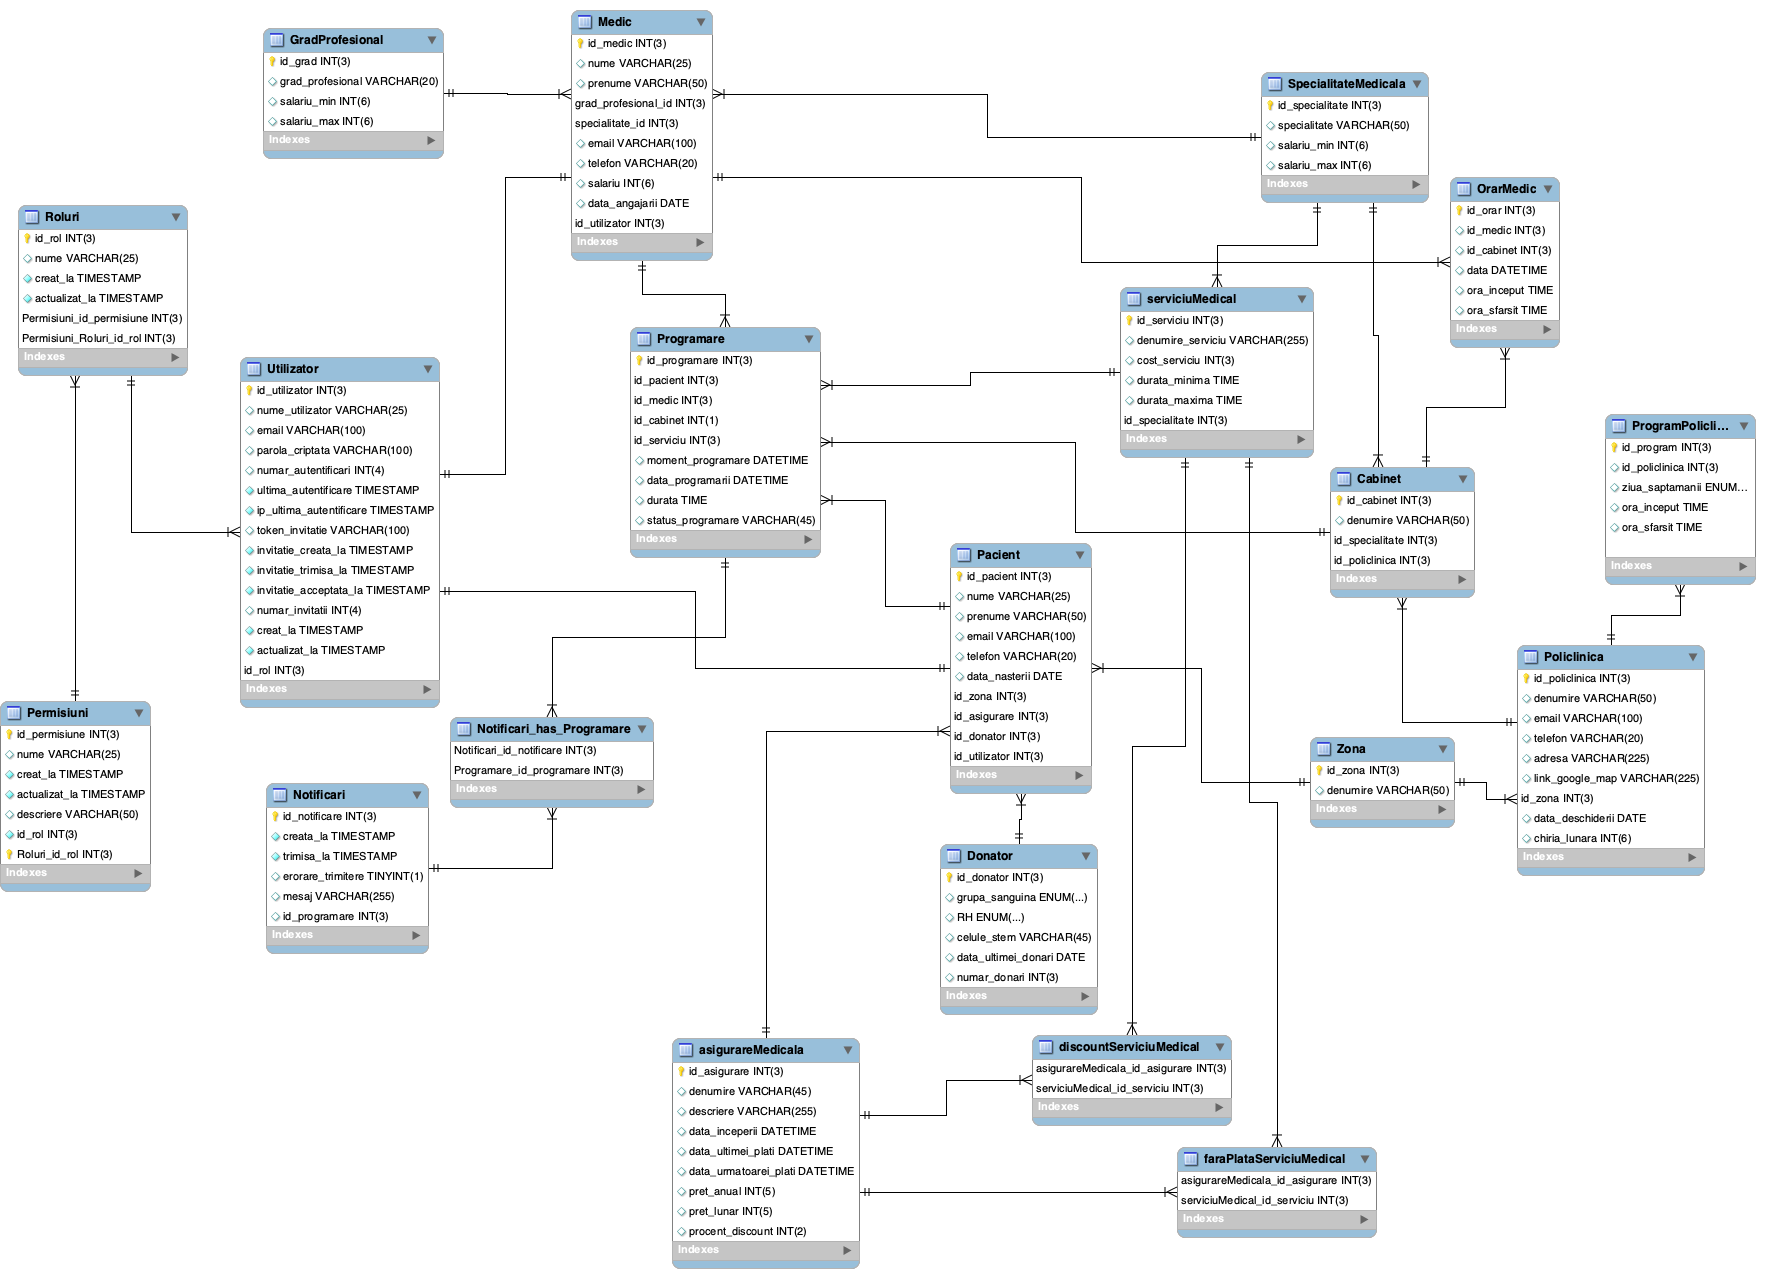 GradProfesional
id_grad INT(3)
grad_profesional VARCHAR(20)
salariu_min INT(6)
salariu_max INT(6)
Indexes
Medic
id_medic INT(3)
nume VARCHAR(25)
prenume VARCHAR(50)
grad_profesional_id INT(3)
specialitate_id INT(3)
email VARCHAR(100)
telefon VARCHAR(20)
salariu INT(6)
data_angajarii DATE
id_utilizator INT(3)
Indexes
SpecialitateMedicala
id_specialitate INT(3)
specialitate VARCHAR(50)
salariu_min INT(6)
salariu_max INT(6)
Indexes
OrarMedic
id_orar INT(3)
id_medic INT(3)
id_cabinet INT(3)
data DATETIME
ora_inceput TIME
ora_sfarsit TIME
Indexes
Roluri
id_rol INT(3)
nume VARCHAR(25)
creat_la TIMESTAMP
actualizat_la TIMESTAMP
Permisiuni_id_permisiune INT(3)
Permisiuni_Roluri_id_rol INT(3)
Indexes
Utilizator
id_utilizator INT(3)
nume_utilizator VARCHAR(25)
email VARCHAR(100)
parola_criptata VARCHAR(100)
numar_autentificari INT(4)
ultima_autentificare TIMESTAMP
ip_ultima_autentificare TIMESTAMP
token_invitatie VARCHAR(100)
invitatie_creata_la TIMESTAMP
invitatie_trimisa_la TIMESTAMP
invitatie_acceptata_la TIMESTAMP
numar_invitatii INT(4)
creat_la TIMESTAMP
actualizat_la TIMESTAMP
id_rol INT(3)
Indexes
Programare
id_programare INT(3)
id_pacient INT(3)
id_medic INT(3)
id_cabinet INT(1)
id_serviciu INT(3)
moment_programare DATETIME
data_programarii DATETIME
durata TIME
status_programare VARCHAR(45)
Indexes
serviciuMedical
id_serviciu INT(3)
denumire_serviciu VARCHAR(255)
cost_serviciu INT(3)
durata_minima TIME
durata_maxima TIME
id_specialitate INT(3)
Indexes
Cabinet
id_cabinet INT(3)
denumire VARCHAR(50)
id_specialitate INT(3)
id_policlinica INT(3)
Indexes
ProgramPolicli...
id_program INT(3)
id_policlinica INT(3)
ziua_saptamanii ENUM...
ora_inceput TIME
ora_sfarsit TIME
Indexes
Pacient
id_pacient INT(3)
nume VARCHAR(25)
prenume VARCHAR(50)
email VARCHAR(100)
telefon VARCHAR(20)
data_nasterii DATE
id_zona INT(3)
id_asigurare INT(3)
id_donator INT(3)
id_utilizator INT(3)
Indexes
Policlinica
id_policlinica INT(3)
denumire VARCHAR(50)
email VARCHAR(100)
telefon VARCHAR(20)
adresa VARCHAR(225)
link_google_map VARCHAR(225)
id_zona INT(3)
data_deschiderii DATE
chiria_lunara INT(6)
Indexes
Permisiuni
id_permisiune INT(3)
nume VARCHAR(25)
creat_la TIMESTAMP
actualizat_la TIMESTAMP
descriere VARCHAR(50)
id_rol INT(3)
Roluri_id_rol INT(3)
Indexes
Notificari_has_Programare
Notificari_id_notificare INT(3)
Programare_id_programare INT(3)
Indexes
Zona
id_zona INT(3)
denumire VARCHAR(50)
Indexes
Notificari
id_notificare INT(3)
creata_la TIMESTAMP
trimisa_la TIMESTAMP
erorare_trimitere TINYINT(1)
mesaj VARCHAR(255)
id_programare INT(3)
Indexes
Donator
id_donator INT(3)
grupa_sanguina ENUM(...)
RH ENUM(...)
celule_stem VARCHAR(45)
data_ultimei_donari DATE
numar_donari INT(3)
Indexes
asigurareMedicala
id_asigurare INT(3)
denumire VARCHAR(45)
descriere VARCHAR(255)
data_inceperii DATETIME
data_ultimei_plati DATETIME
data_urmatoarei_plati DATETIME
pret_anual INT(5)
pret_lunar INT(5)
procent_discount INT(2)
Indexes
discountServiciuMedical
asigurareMedicala_id_asigurare INT(3)
serviciuMedical_id_serviciu INT(3)
Indexes
faraPlataServiciuMedical
asigurareMedicala_id_asigurare INT(3)
serviciuMedical_id_serviciu INT(3)
Indexes